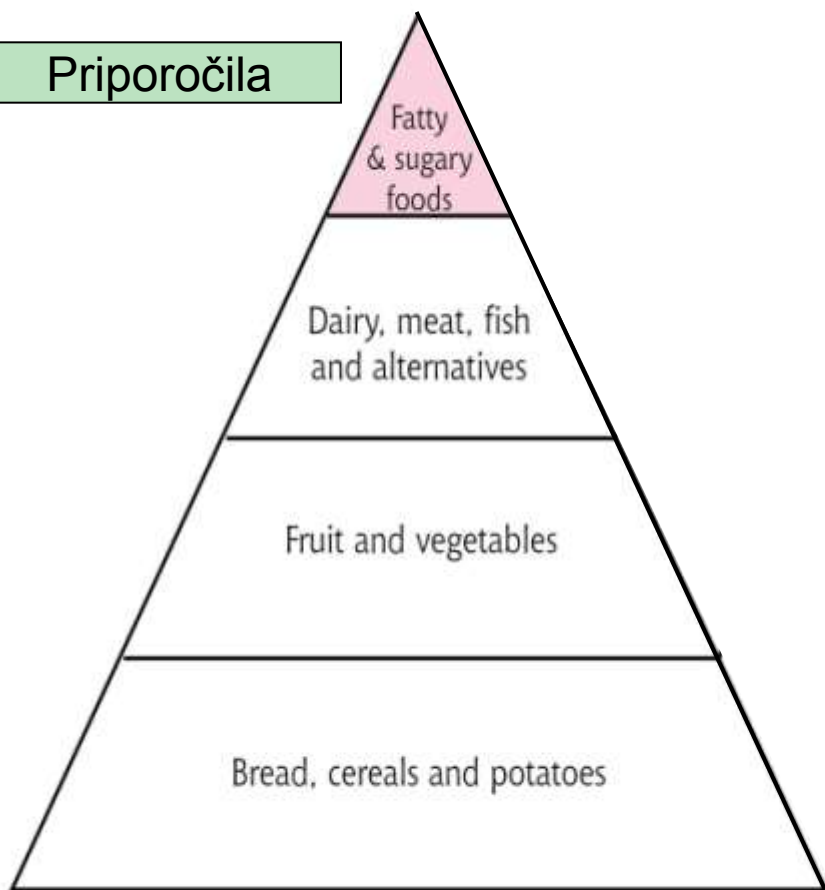 Priporočila
Fatty
& sugary
foods
Dairy, meat, fish
and alternatives
Fruit and vegetables
Bread, cereals and potatoes